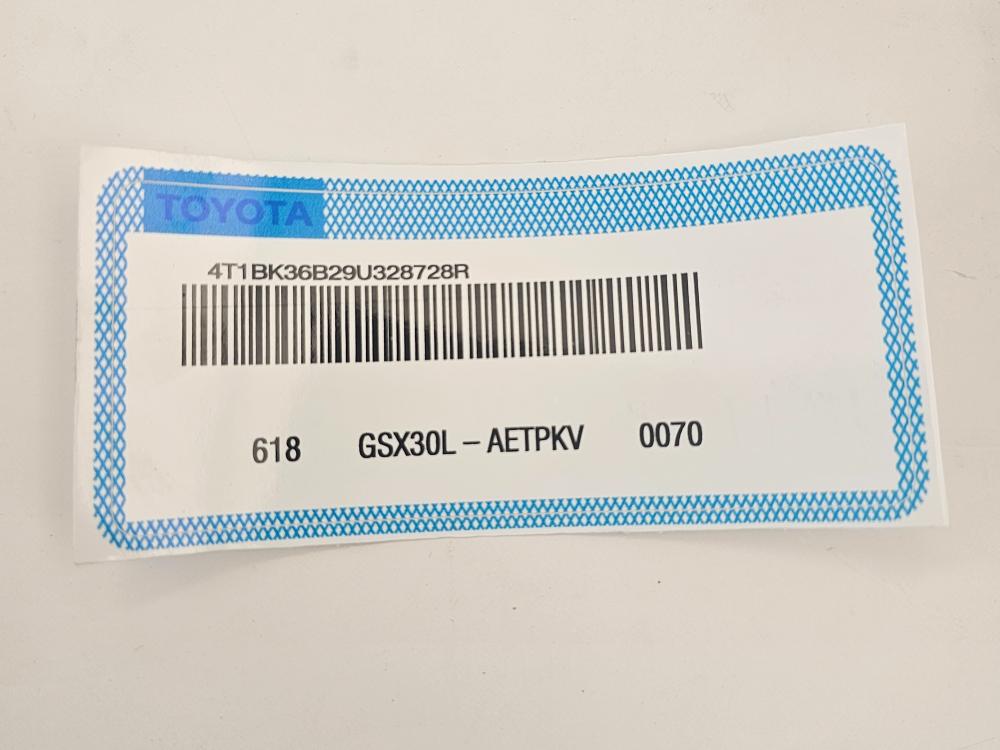 TOYOTA
4T1BK36B29U328728R
618 GSX30L – AETPKV 0070